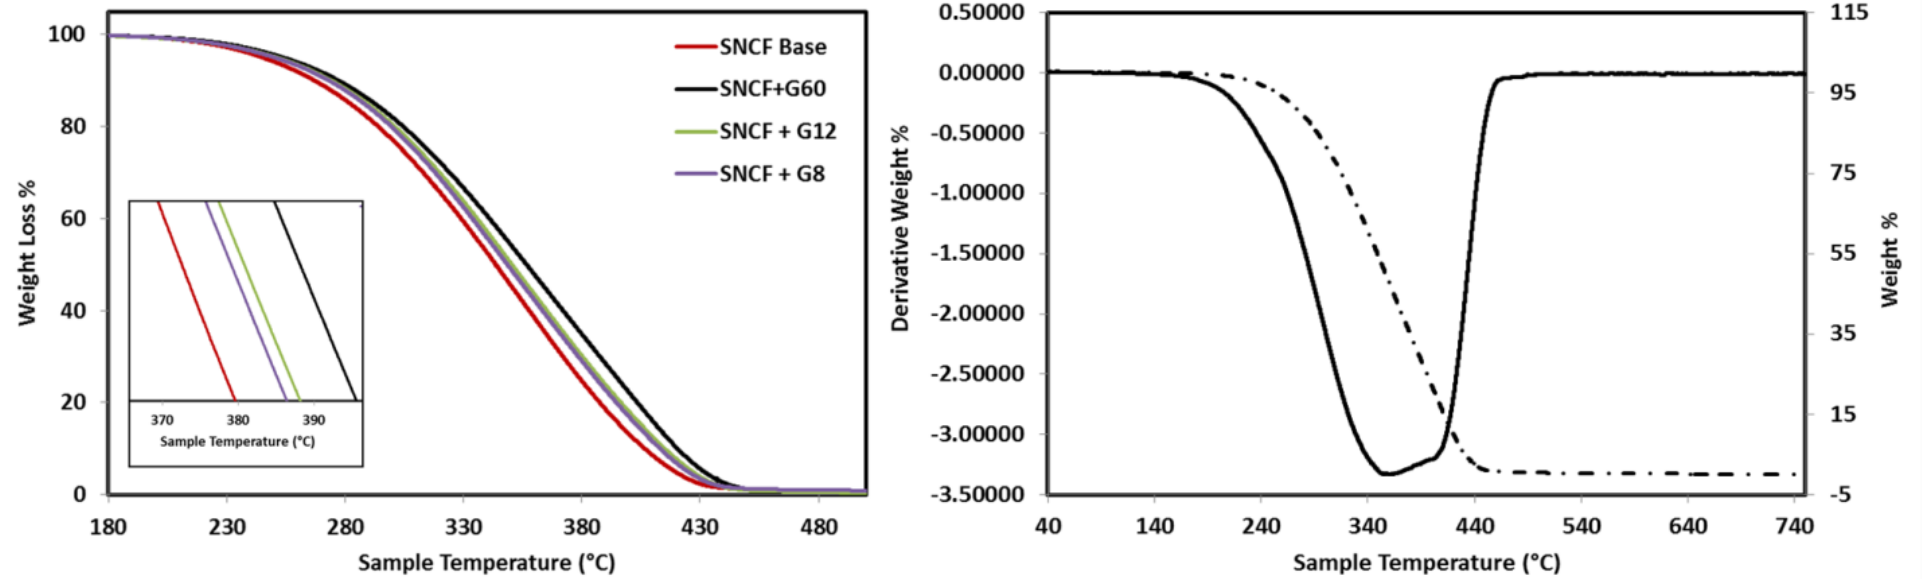 100
80
60
40
20
0
Weight Loss %
180 230 280 330 380 430 480
Sample Temperature (°C)
SNCF Base
SNCF+G60
SNCF + G12
SNCF + G8
370 380 390
Sample Temperature (°C)
0.50000
0.00000
-0.50000
-1.00000
-1.50000
-2.00000
-2.50000
-3.00000
-3.50000
Derivative Weight %
40 140 240 340 440 540 640 740
Sample Temperature (°C)
115
95
75
55
35
15
-5
Weight %